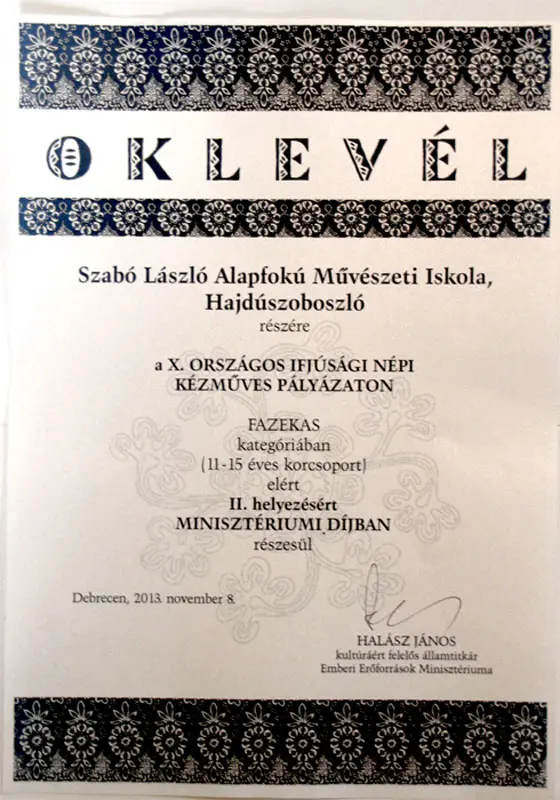 OKLEVÉL
Szabó László Alapfokú Művészeti Iskola,
Hajdúszoboszló
részére
a X. ORSZÁGOS IFJÚSÁGI NÉPI
KÉZMŰVES PÁLYÁZATON
FAZEKAS
kategóriában
(11-15 éves korcsoport)
elért
II. helyezésért
MINISZTÉRIUMI DÍJBAN
részesül
Debrecen, 2013. november 8.
HALÁSZ JÁNOS
kultúráért felelős államtitkár
Emberi Erőforrások Minisztériuma